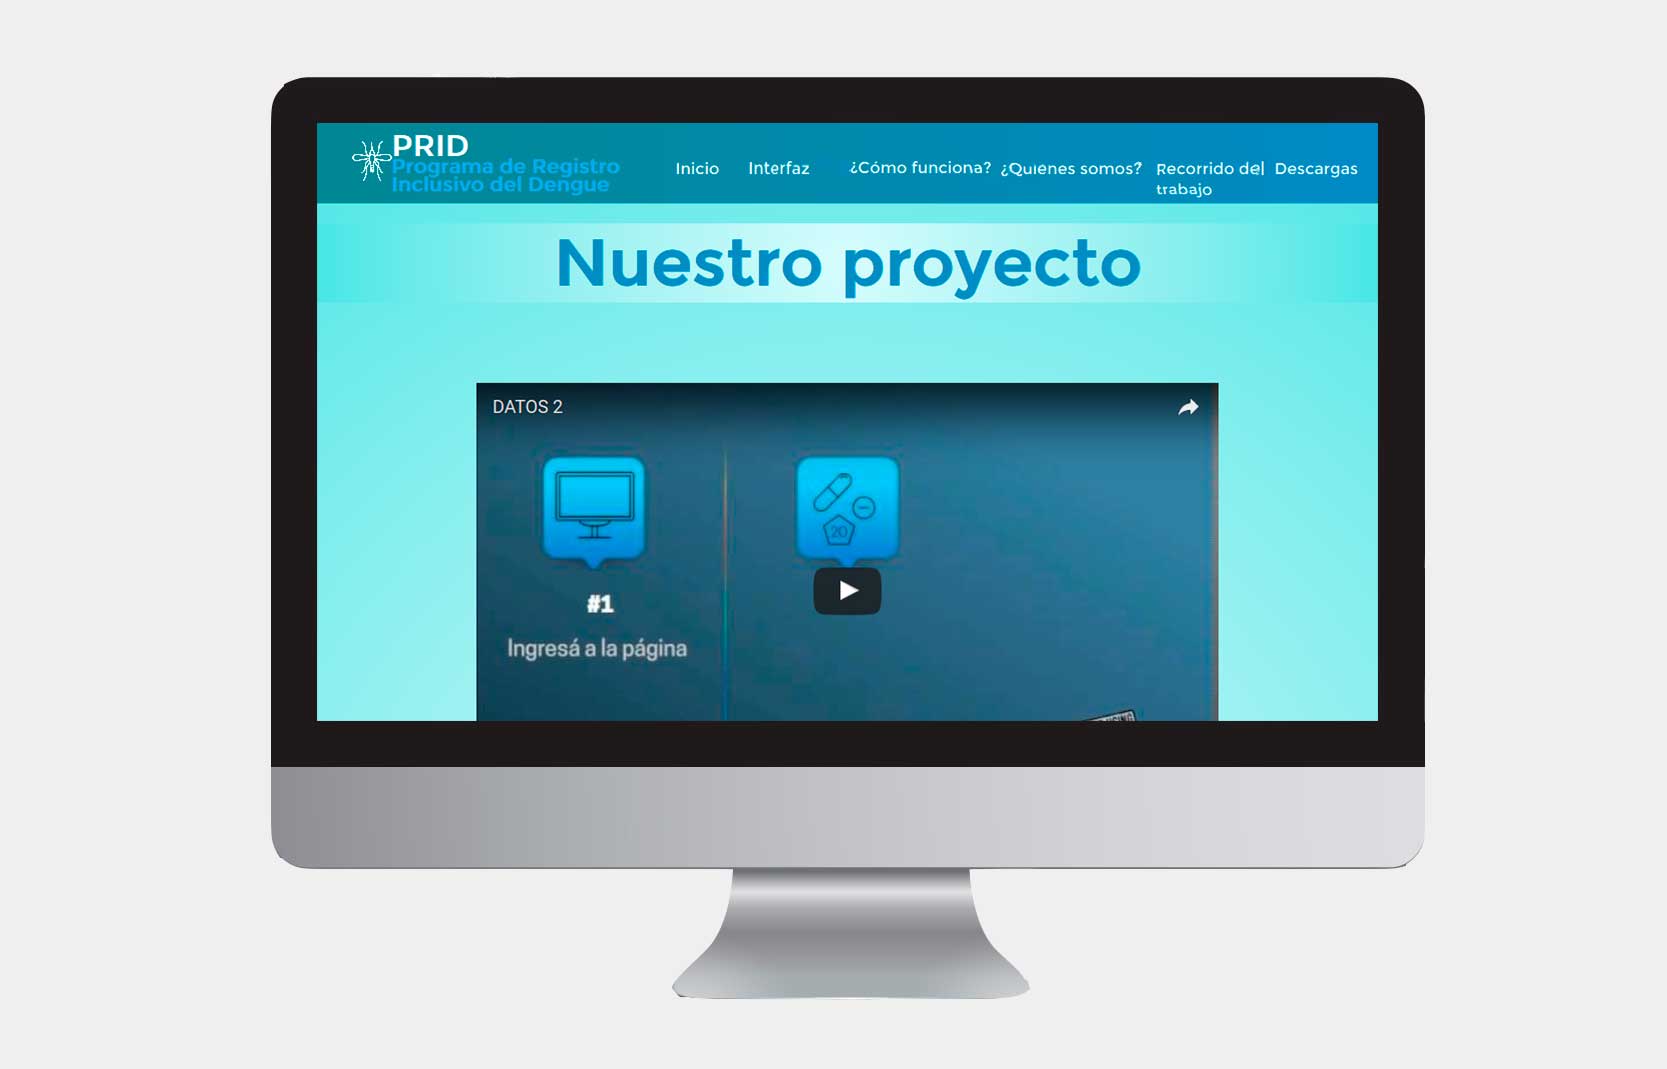 PRID
Programa de Registro
Inclusivo del Dengue
Inicio
Interfaz
¿Cómo funciona?
¿Quienes somos?
Recorrido del
trabajo
Descargas
Nuestro proyecto
DATOS 2
20
#1
Ingresá a la página